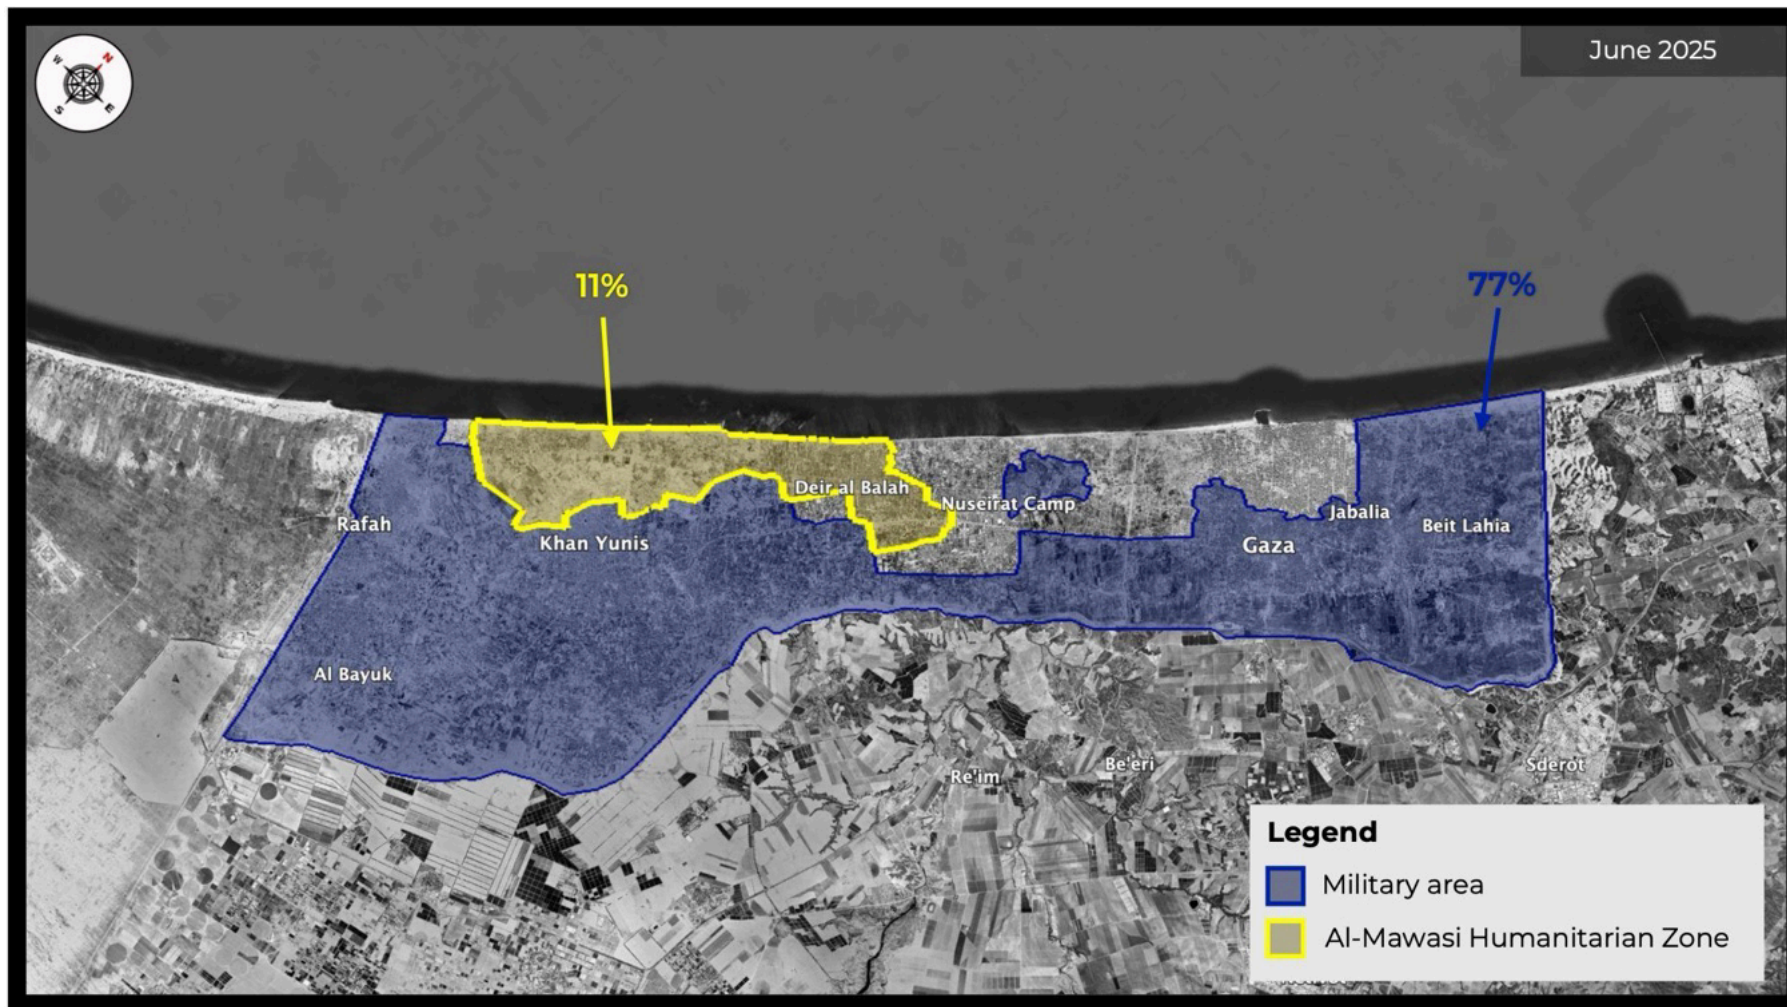 June 2025
W
N
S
E
11%
77%
Deir al Balah
Nuseirat Camp
Rafah
Jabalia
Beit Lahia
Khan Yunis
Gaza
Al Bayuk
Re'im
Be'eri
Sderot
Legend
Military area
Al-Mawasi Humanitarian Zone